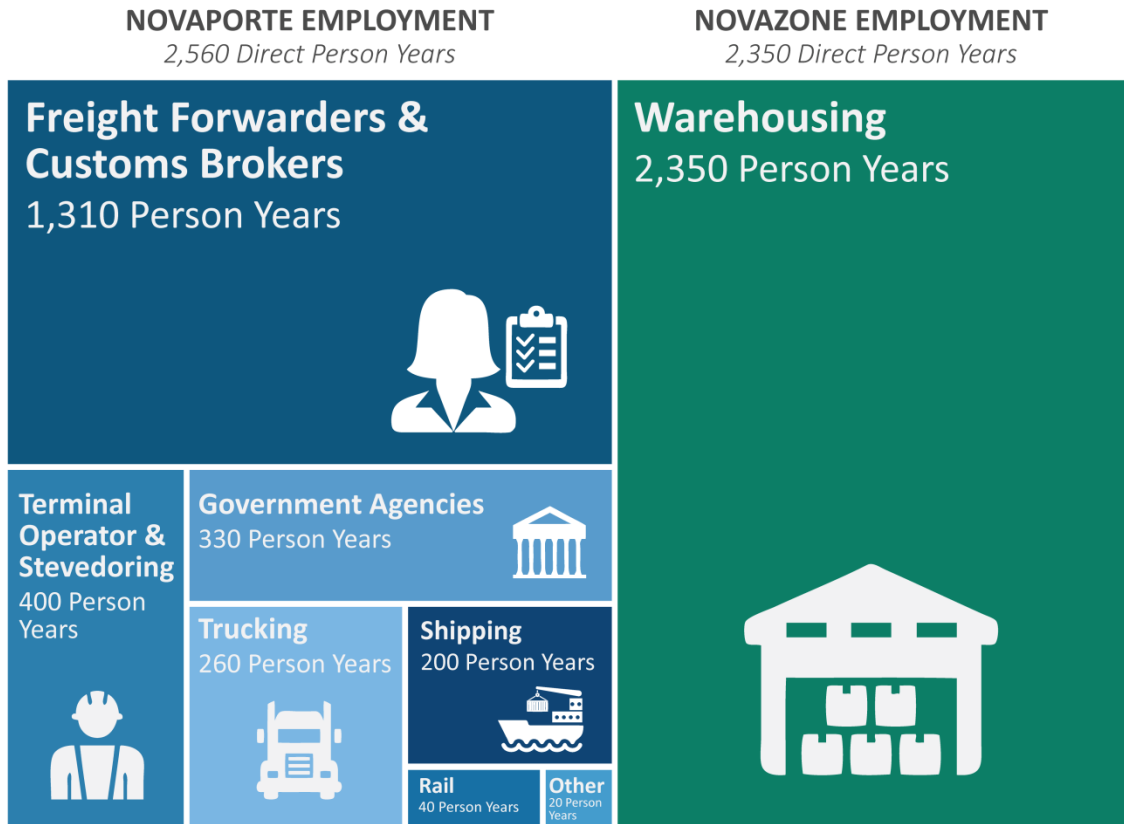 NOVAPORTE EMPLOYMENT
2,560 Direct Person Years
NOVAZONE EMPLOYMENT
2,350 Direct Person Years
Freight Forwarders &
Customs Brokers
1,310 Person Years
Warehousing
2,350 Person Years
Terminal
Operator &
Stevedoring
400 Person
Years
Government Agencies
330 Person Years
Trucking
260 Person Years
Shipping
200 Person Years
Rail
40 Person Years
Other
20 Person
Years